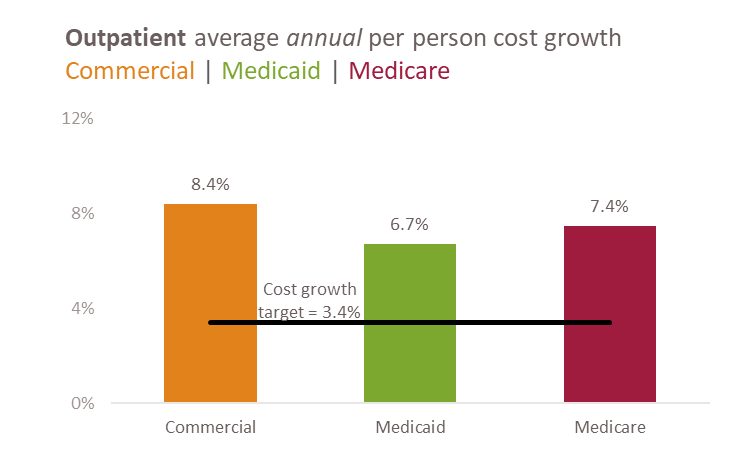 Outpatient average annual per person cost growth
Commercial | Medicaid | Medicare
12%
8.4%
8%
7.4%
6.7%
Cost growth
target = 3.4%
4%
0%
Commercial
Medicaid
Medicare